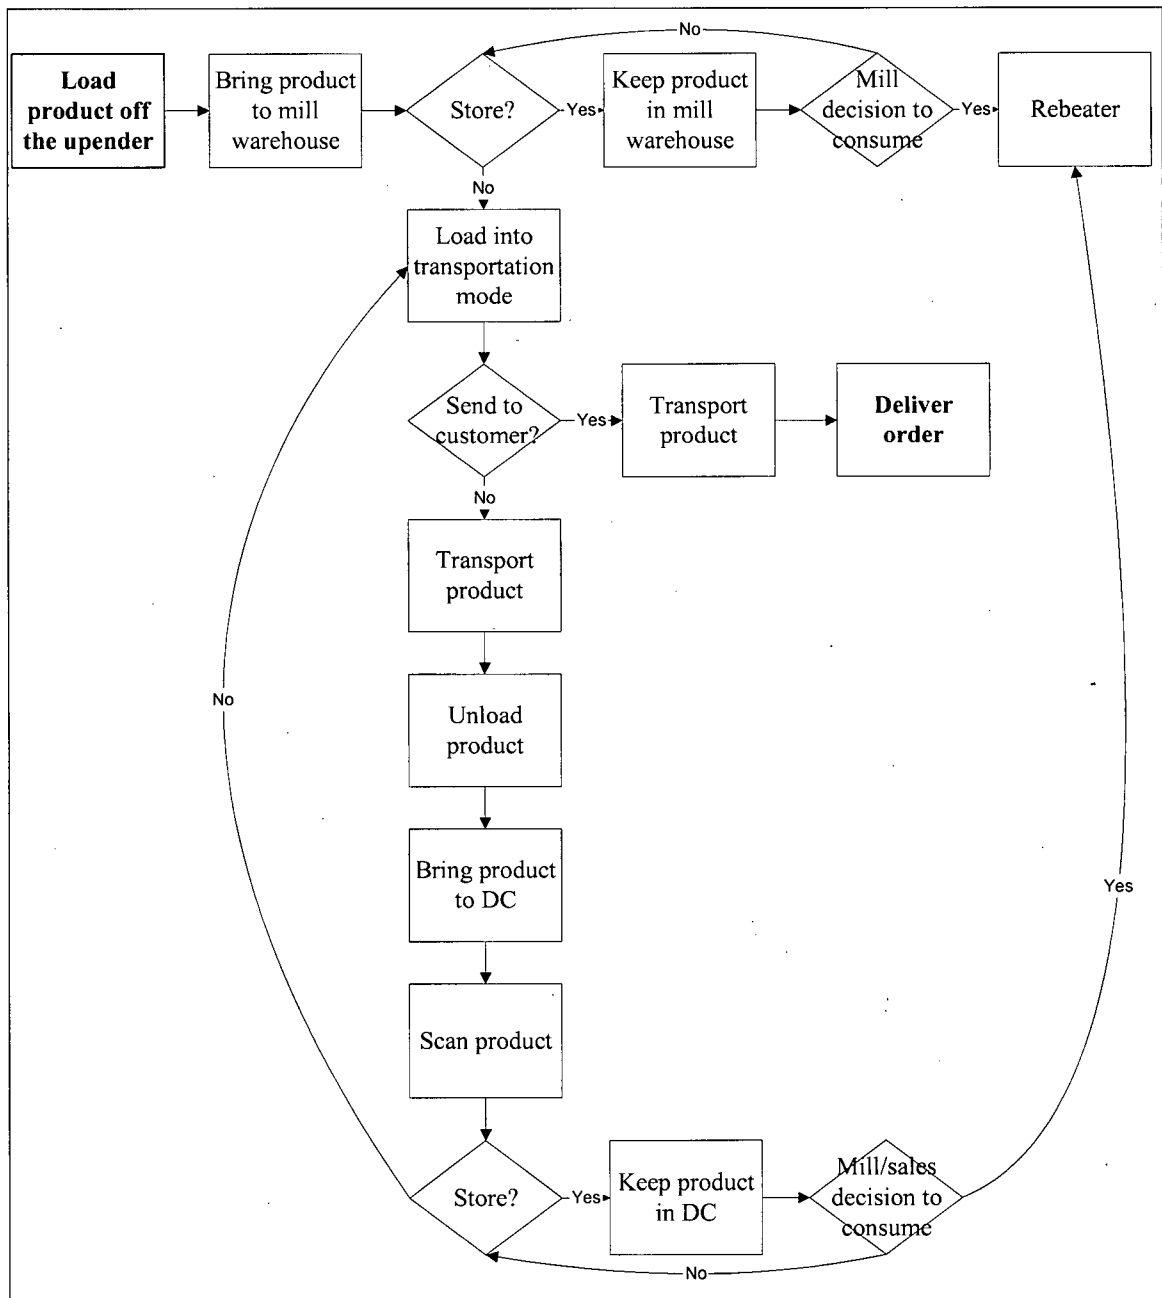 No
Load
product off
the upender
Bring product
to mill
warehouse
Store?
Yes
Keep product
in mill
warehouse
Mill
decision to
consume
Yes
Rebeater
No
Load into
transportation
mode
Send to
customer?
Yes
Transport
product
Deliver
order
No
Transport
product
No
Unload
product
Bring product
to DC
Yes
Scan product
Store?
Yes
Keep product
in DC
Mill/sales
decision to
consume
No